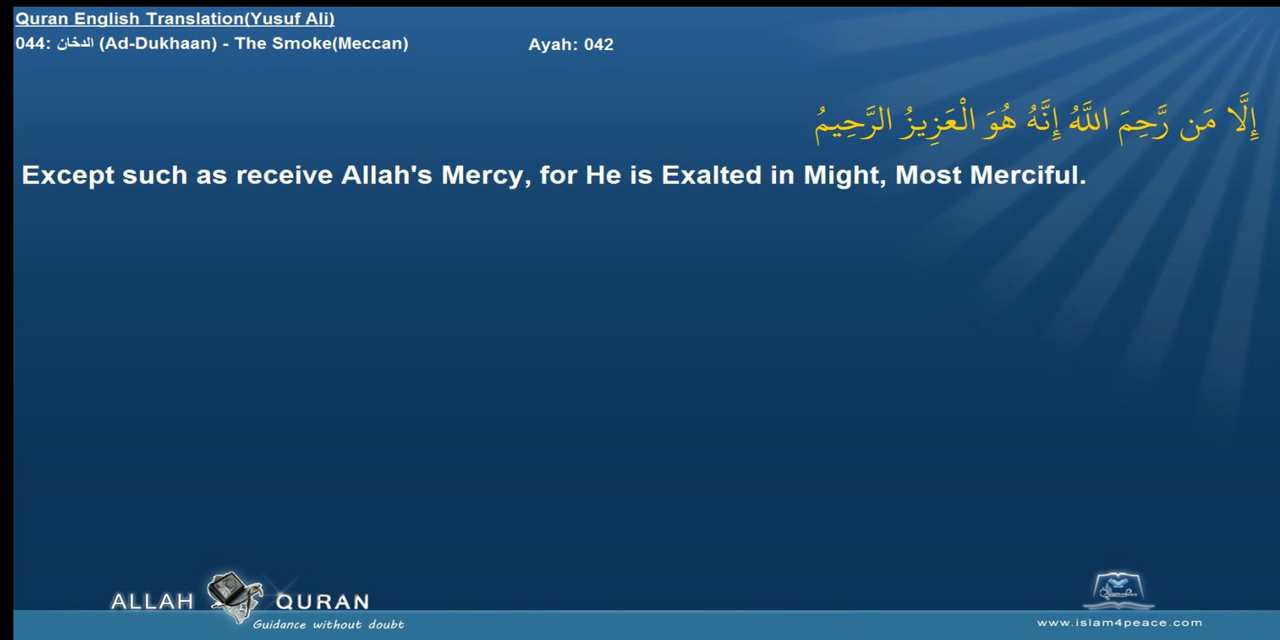 Quran English Translation(Yusuf Ali)
044: الدخان (Ad-Dukhaan) - The Smoke(Meccan) Ayah: 042
إِلَّا مَن رَّحِمَ اللَّهُ إِنَّهُ هُوَ الْعَزِيزُ الرَّحِيمُ
Except such as receive Allah's Mercy, for He is Exalted in Might, Most Merciful.
ALLAH QURAN
Guidance without doubt
www.islam4peace.com